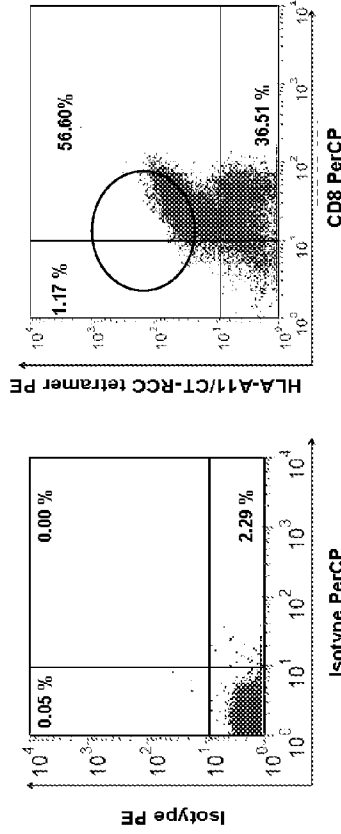 0.05 %
0.00 %
2.29 %
10⁴
10³
10²
10¹
10⁰
10⁰ 10¹ 10² 10³ 10⁴
Isotype PE
Isotype PerCP
1.17 %
56.60%
36.51 %
10⁴
10³
10²
10¹
10⁰
10⁰ 10¹ 10² 10³ 10⁴
HLA-A11/CT-RCC tetramer PE
CD8 PerCP